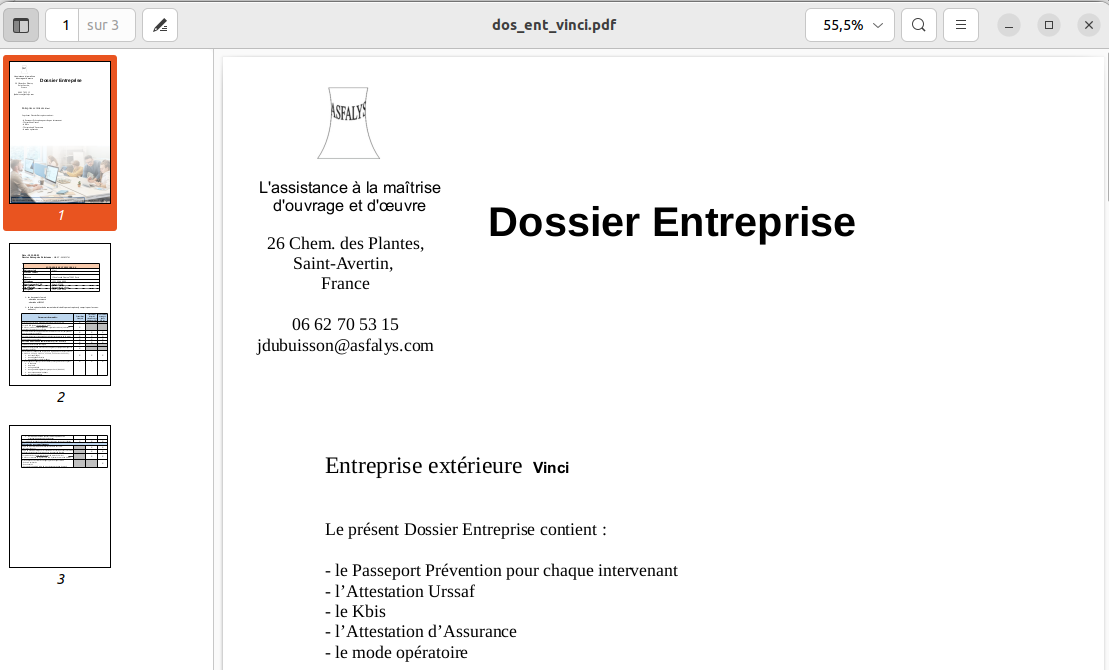 1 sur 3
dos_ent_vinci.pdf
55,5%
1
2
3
ASFALYS
L'assistance à la maîtrise
d'ouvrage et d'œuvre
26 Chem. des Plantes,
Saint-Avertin,
France
06 62 70 53 15
jdubuisson@asfalys.com
Dossier Entreprise
Entreprise extérieure Vinci
Le présent Dossier Entreprise contient :
- le Passeport Prévention pour chaque intervenant
- l’Attestation Urssaf
- le Kbis
- l’Attestation d’Assurance
- le mode opératoire
Dossier Entreprise